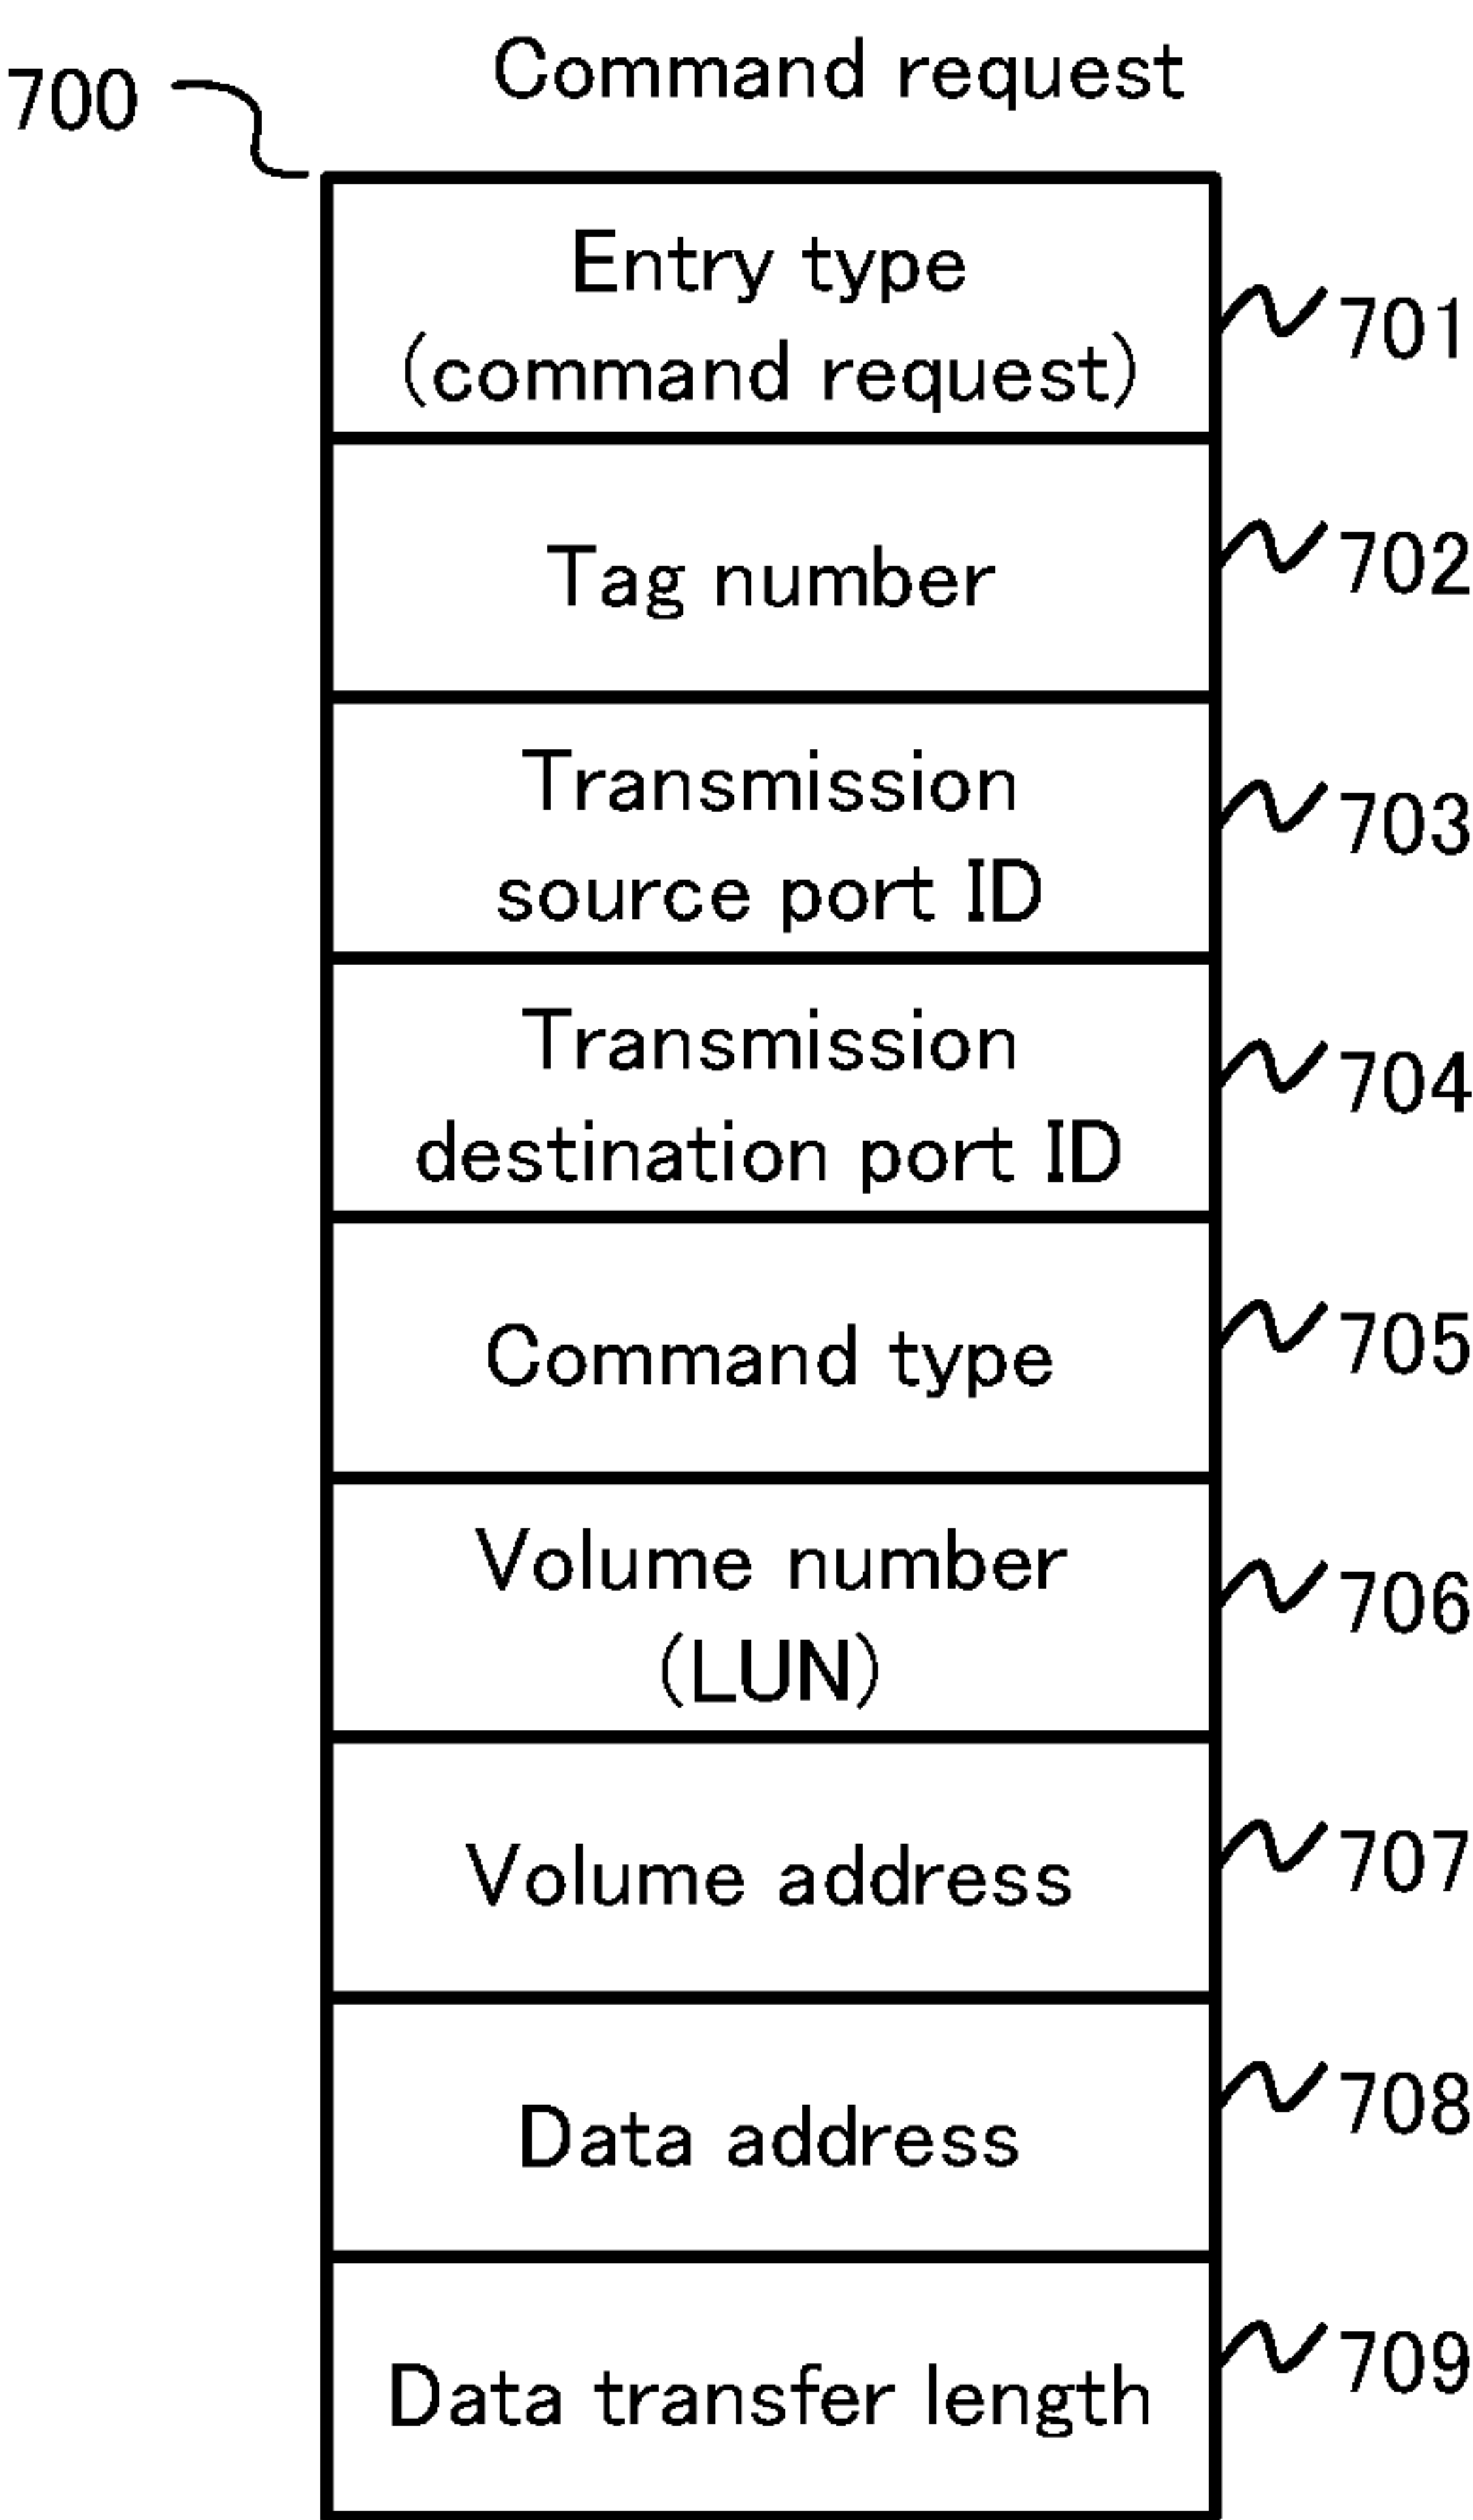 Command request
700
Entry type
(command request)
701
Tag number
702
Transmission
source port ID
703
Transmission
destination port ID
704
Command type
705
Volume number
(LUN)
706
Volume address
707
Data address
708
Data transfer length
709